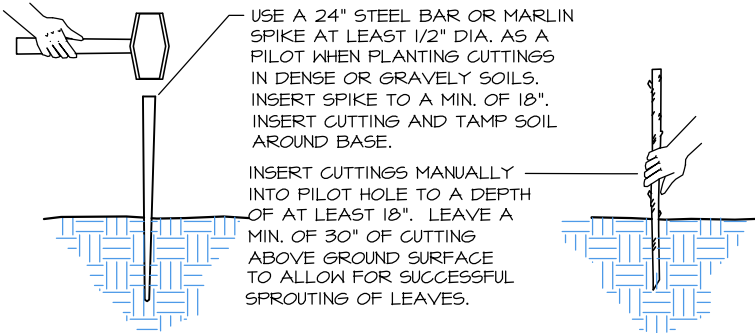 USE A 24" STEEL BAR OR MARLIN
SPIKE AT LEAST 1/2" DIA. AS A
PILOT WHEN PLANTING CUTTINGS
IN DENSE OR GRAVELY SOILS.
INSERT SPIKE TO A MIN. OF 18".
INSERT CUTTING AND TAMP SOIL
AROUND BASE.
INSERT CUTTINGS MANUALLY
INTO PILOT HOLE TO A DEPTH
OF AT LEAST 18". LEAVE A
MIN. OF 30" OF CUTTING
ABOVE GROUND SURFACE
TO ALLOW FOR SUCCESSFUL
SPROUTING OF LEAVES.